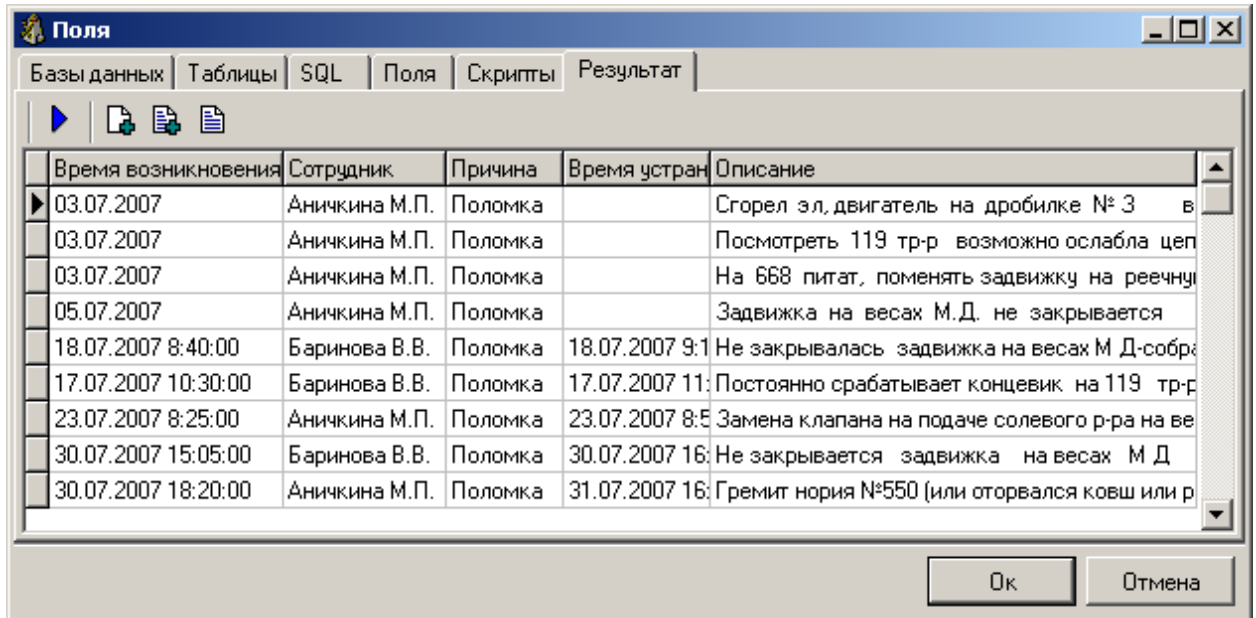 Поля
Базы данных Таблицы SQL Поля Скрипты Результат
Время возникновения Сотрудник Причина Время устран Описание
03.07.2007 Аничкина М.П. Поломка Сгорел эл, двигатель на дробилке № 3 в
03.07.2007 Аничкина М.П. Поломка Посмотреть 119 тр-р возможно ослабла цеп
03.07.2007 Аничкина М.П. Поломка На 668 питат, поменять задвижку на реечну
05.07.2007 Аничкина М.П. Поломка Задвижка на весах М.Д. не закрывается
18.07.2007 8:40:00 Баринова В.В. Поломка 18.07.2007 9:1 Не закрывалась задвижка на весах М Д-собра
17.07.2007 10:30:00 Баринова В.В. Поломка 17.07.2007 11: Постоянно срабатывает концевик на 119 тр-р
23.07.2007 8:25:00 Аничкина М.П. Поломка 23.07.2007 8:5 Замена клапана на подаче солевого р-ра на ве
30.07.2007 15:05:00 Баринова В.В. Поломка 30.07.2007 16: Не закрывается задвижка на весах М Д
30.07.2007 18:20:00 Аничкина М.П. Поломка 31.07.2007 16: Гремит нория №550 (или оторвался ковш или р
Ок Отмена